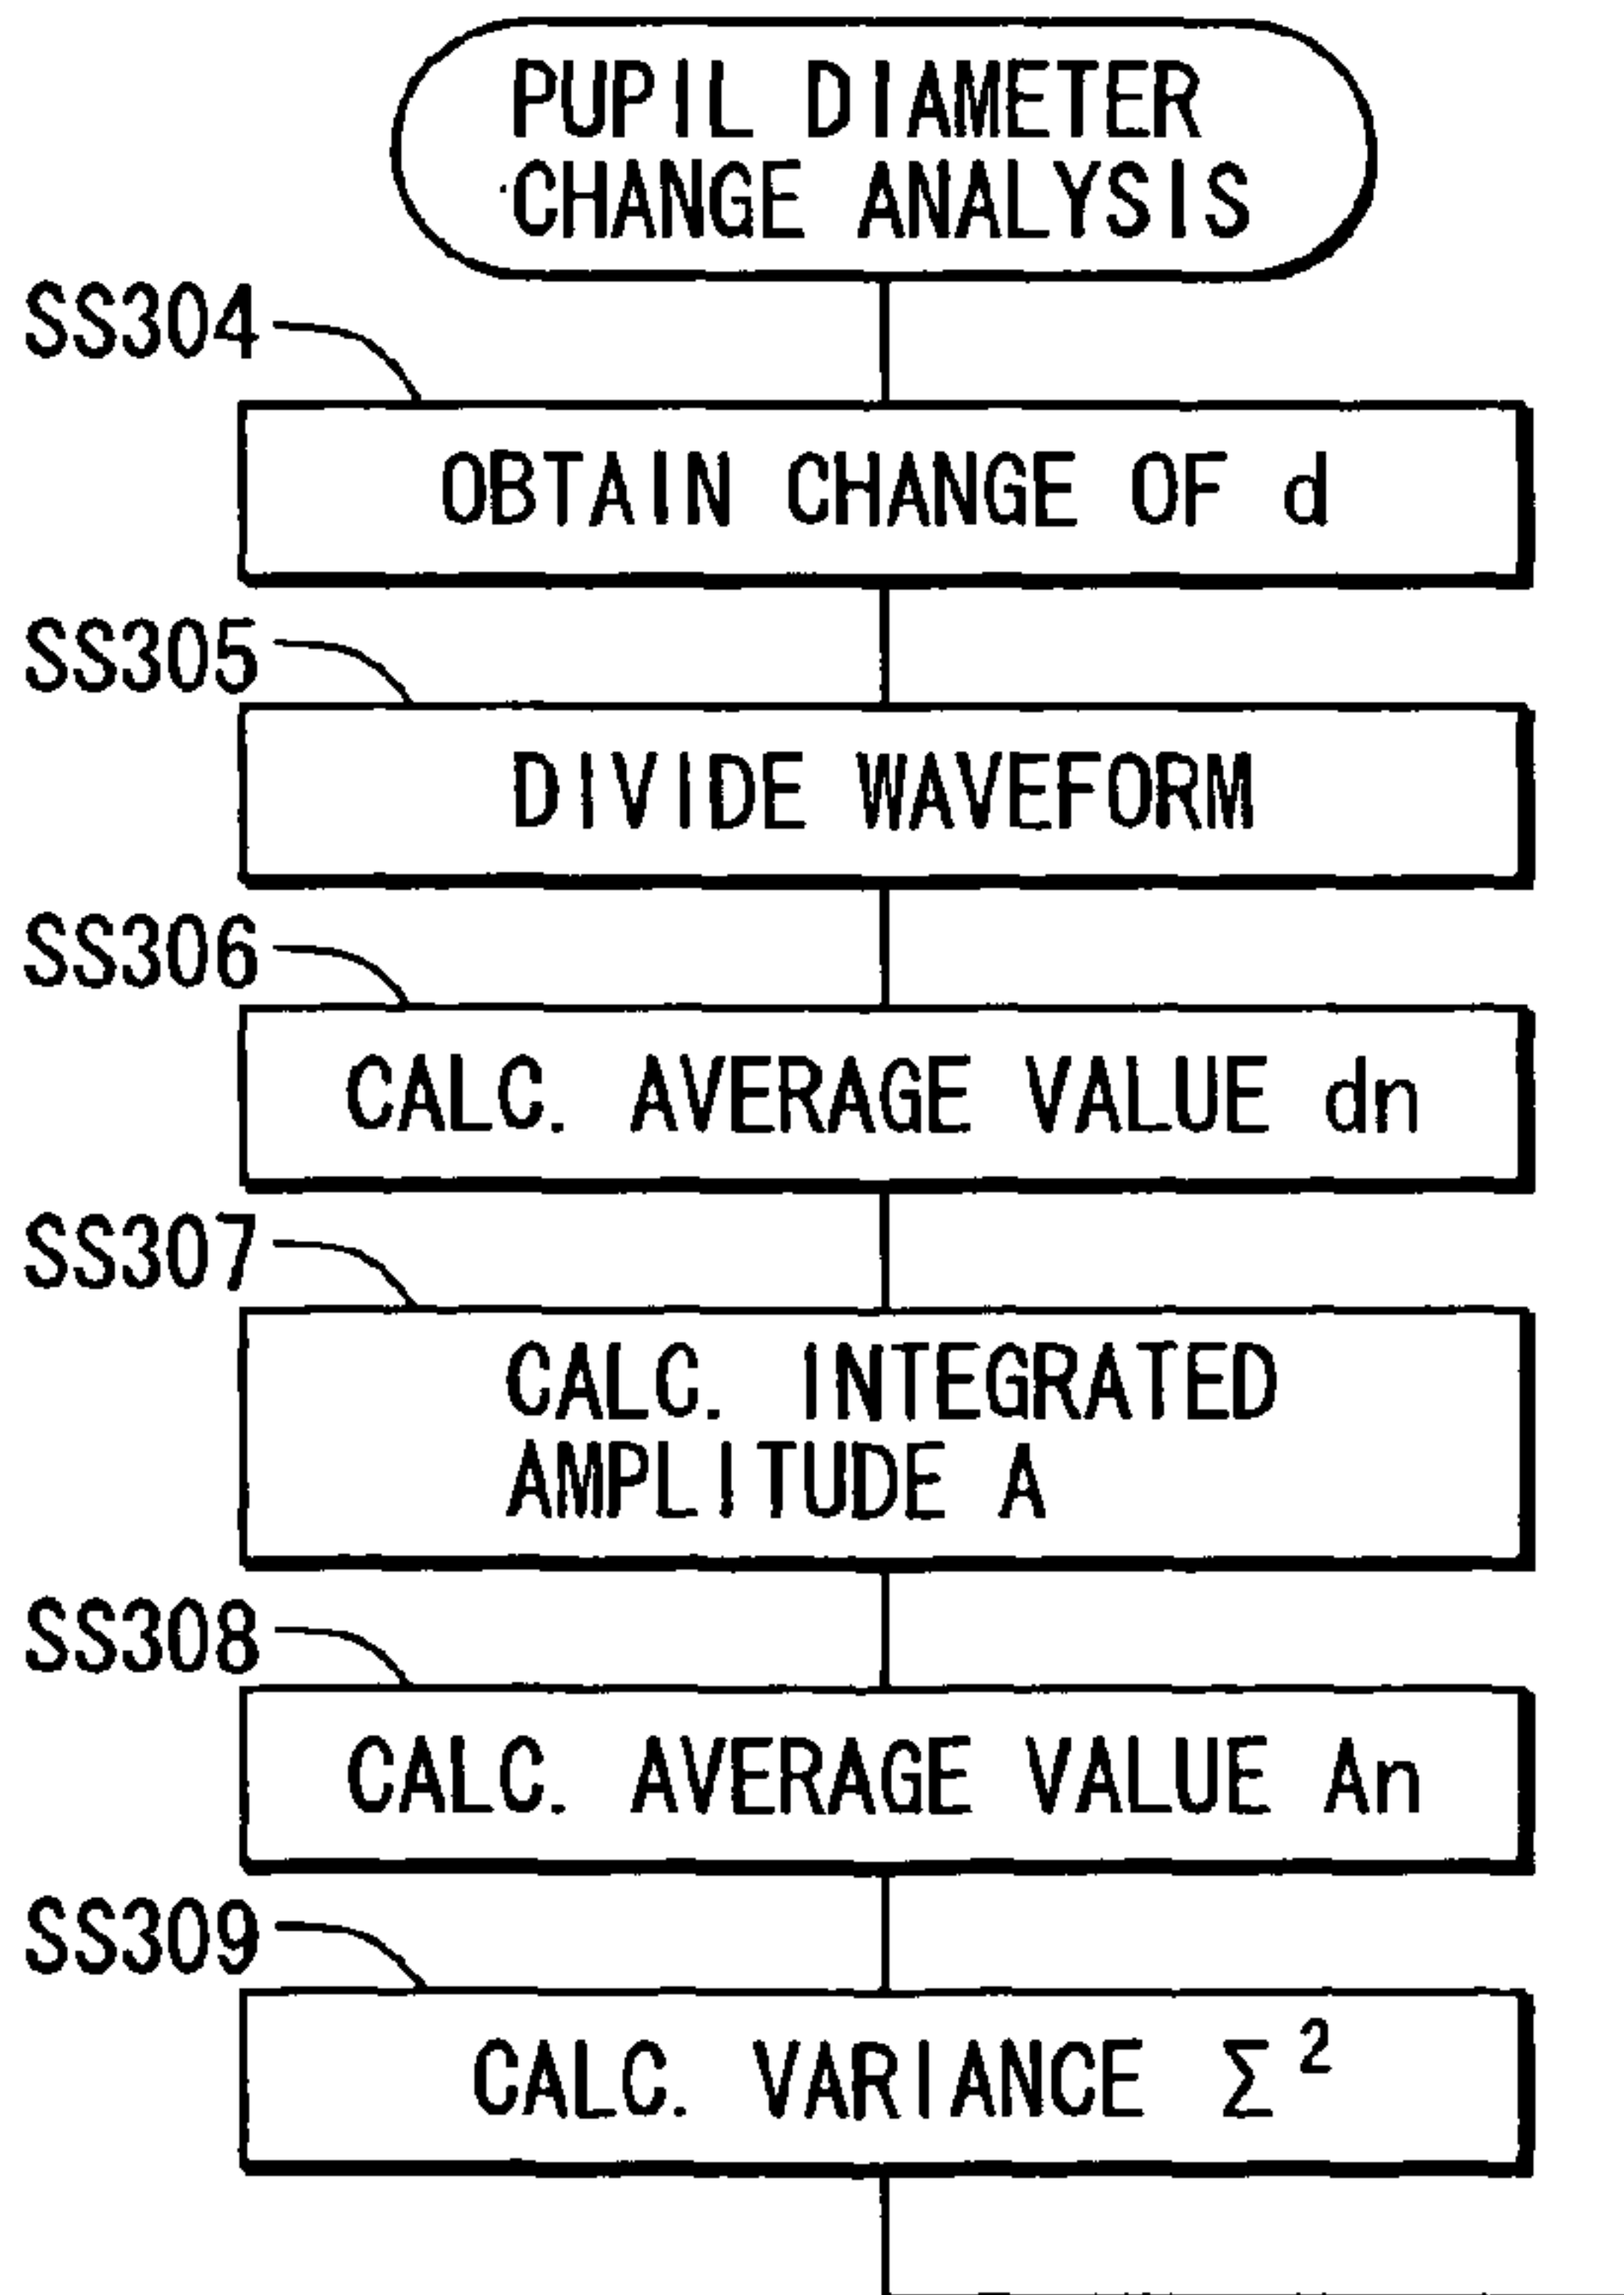 PUPIL DIAMETER
CHANGE ANALYSIS
SS304
OBTAIN CHANGE OF d
SS305
DIVIDE WAVEFORM
SS306
CALC. AVERAGE VALUE dn
SS307
CALC. INTEGRATED
AMPLITUDE A
SS308
CALC. AVERAGE VALUE An
SS309
CALC. VARIANCE Σ²